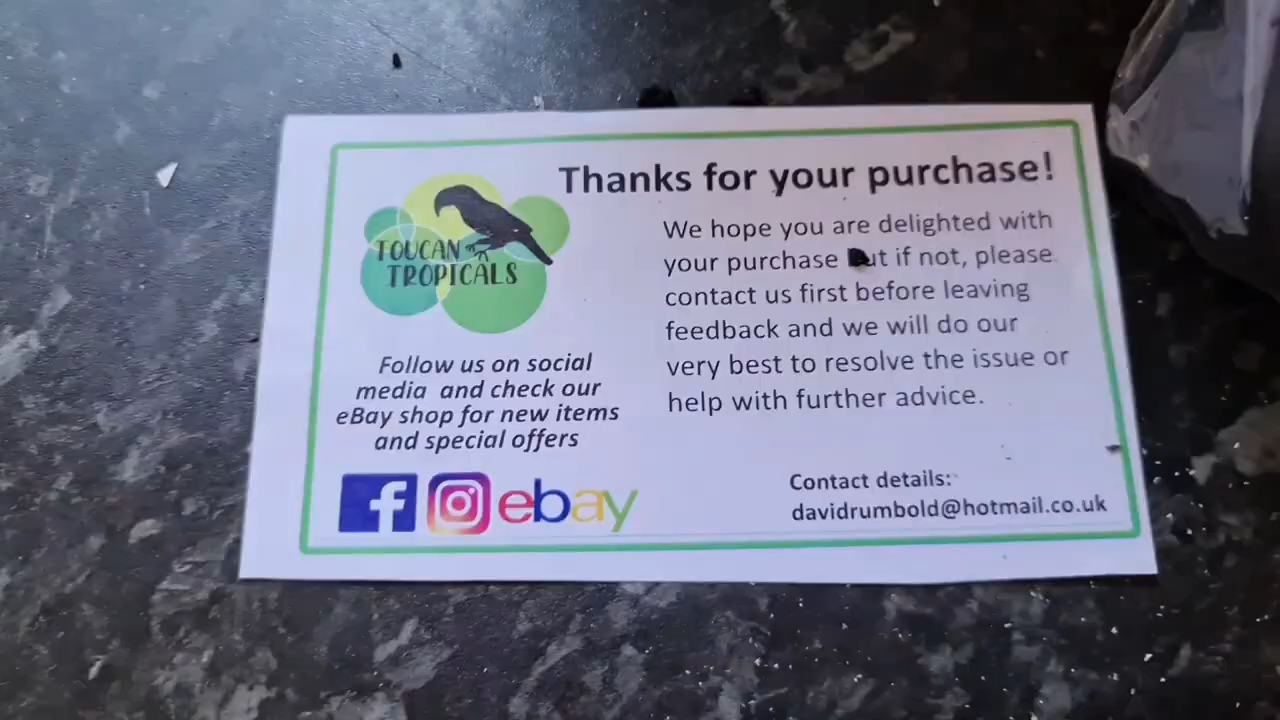 Thanks for your purchase!
TOUCAN
TROPICALS
We hope you are delighted with
your purchase but if not, please
contact us first before leaving
feedback and we will do our
very best to resolve the issue or
help with further advice.
Follow us on social
media and check our
eBay shop for new items
and special offers
f
ebay
Contact details:
davidrumbold@hotmail.co.uk